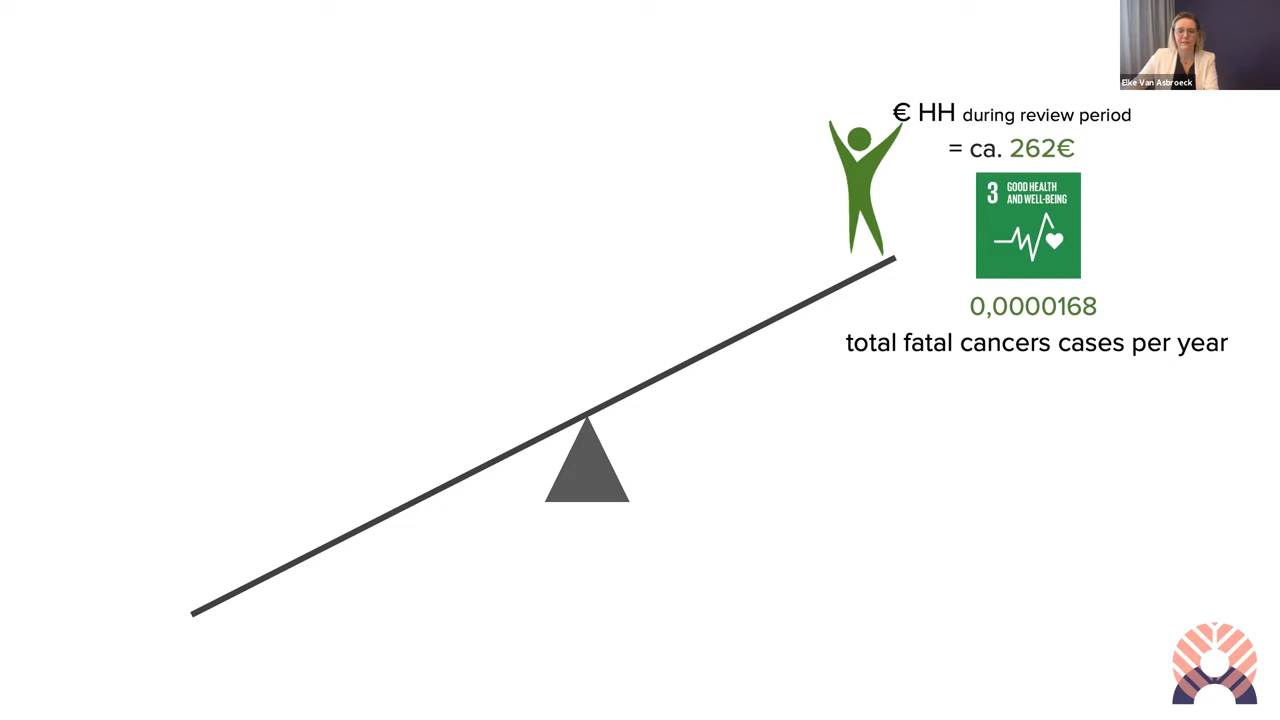 Elke Van Asbroeck
€ HH during review period
= ca. 262€
3 GOOD HEALTH
AND WELL-BEING
0,0000168
total fatal cancers cases per year